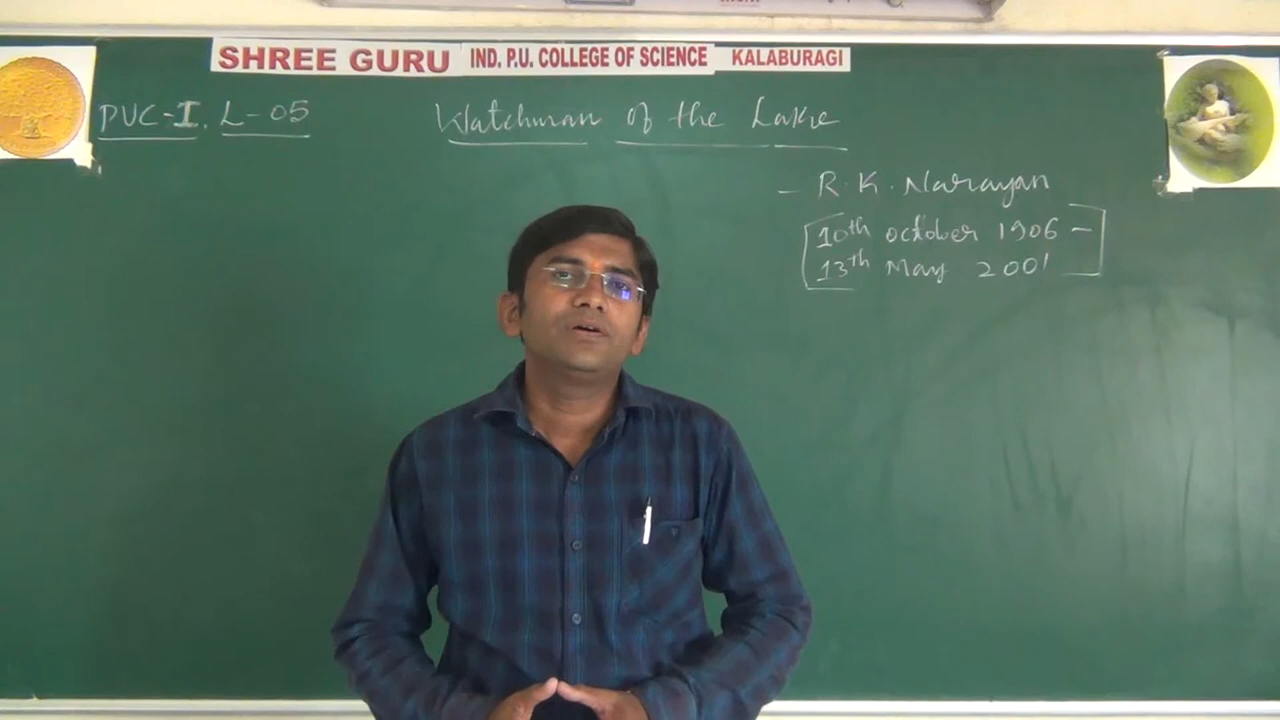 SHREE GURU IND. P.U. COLLEGE OF SCIENCE KALABURAGI
PUC-I. L-05 Watchman of the Lake
- R.K. Narayan
[10th october 1906 -
13th May 2001]